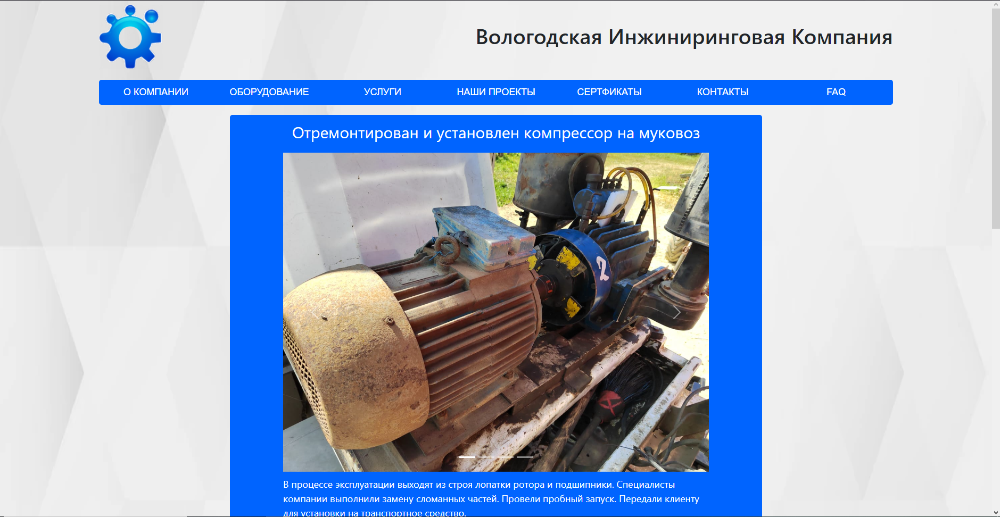 Вологодская Инжиниринговая Компания
О КОМПАНИИ ОБОРУДОВАНИЕ УСЛУГИ НАШИ ПРОЕКТЫ СЕРТФИКАТЫ КОНТАКТЫ FAQ
Отремонтирован и установлен компрессор на муковоз
2
В процессе эксплуатации выходят из строя лопатки ротора и подшипники. Специалисты
компании выполнили замену сломанных частей. Провели пробный запуск. Передали клиенту
для установки на транспортное средство.